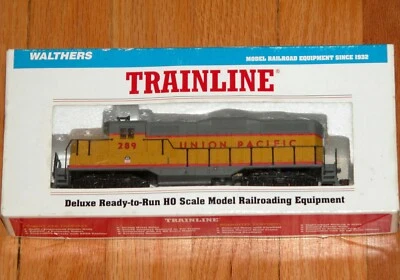 WALTHERS
MODEL RAILROAD EQUIPMENT SINCE 1932
TRAINLINE®
289
UNION PACIFIC
Deluxe Ready-to-Run HO Scale Model Railroading Equipment
TRAINLINE